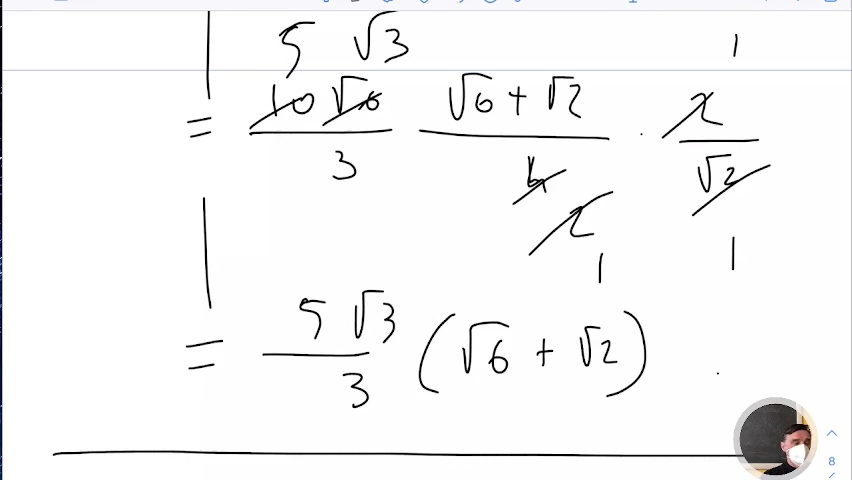 5 √3 1
= 10 √6 / 3 √6 + √2 / 4 · 2 / √2
2
1 1
= 5 √3 / 3 (√6 + √2)
8